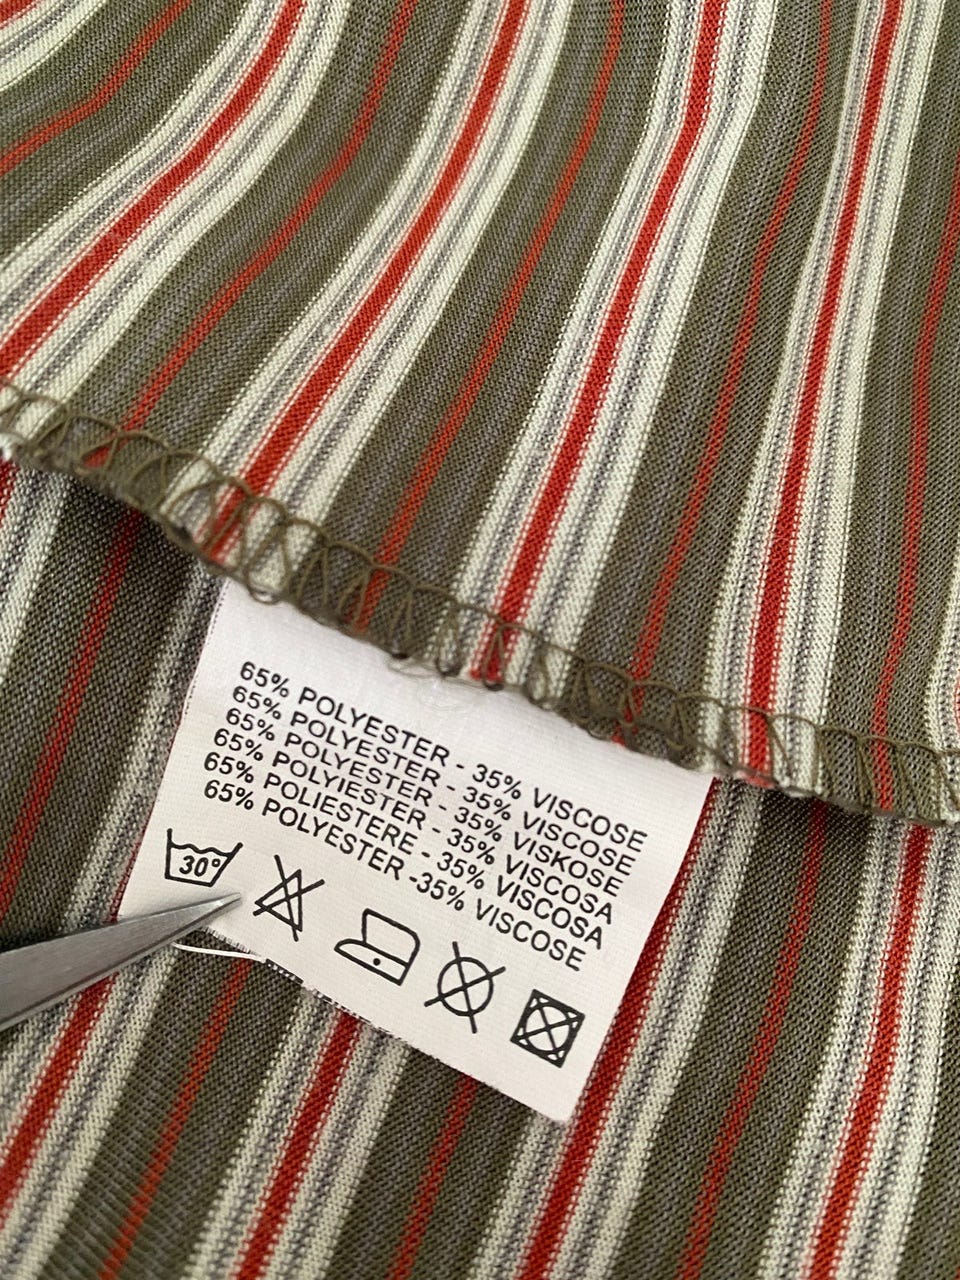 65% POLYESTER - 35% VISCOSE
65% POLYESTER - 35% VISCOSE
65% POLYESTER - 35% VISKOSE
65% POLYIESTER - 35% VISCOSA
65% POLIESTERE - 35% VISCOSA
65% POLYESTER -35% VISCOSE
30°